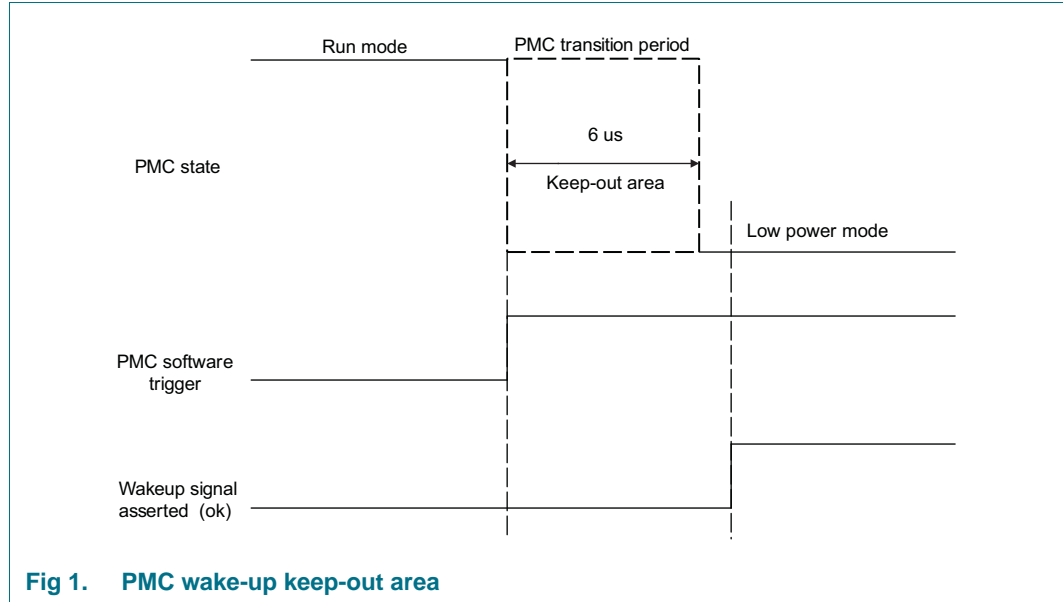 Run mode
PMC transition period
6 us
PMC state
Keep-out area
Low power mode
PMC software
trigger
Wakeup signal
asserted (ok)
Fig 1. PMC wake-up keep-out area